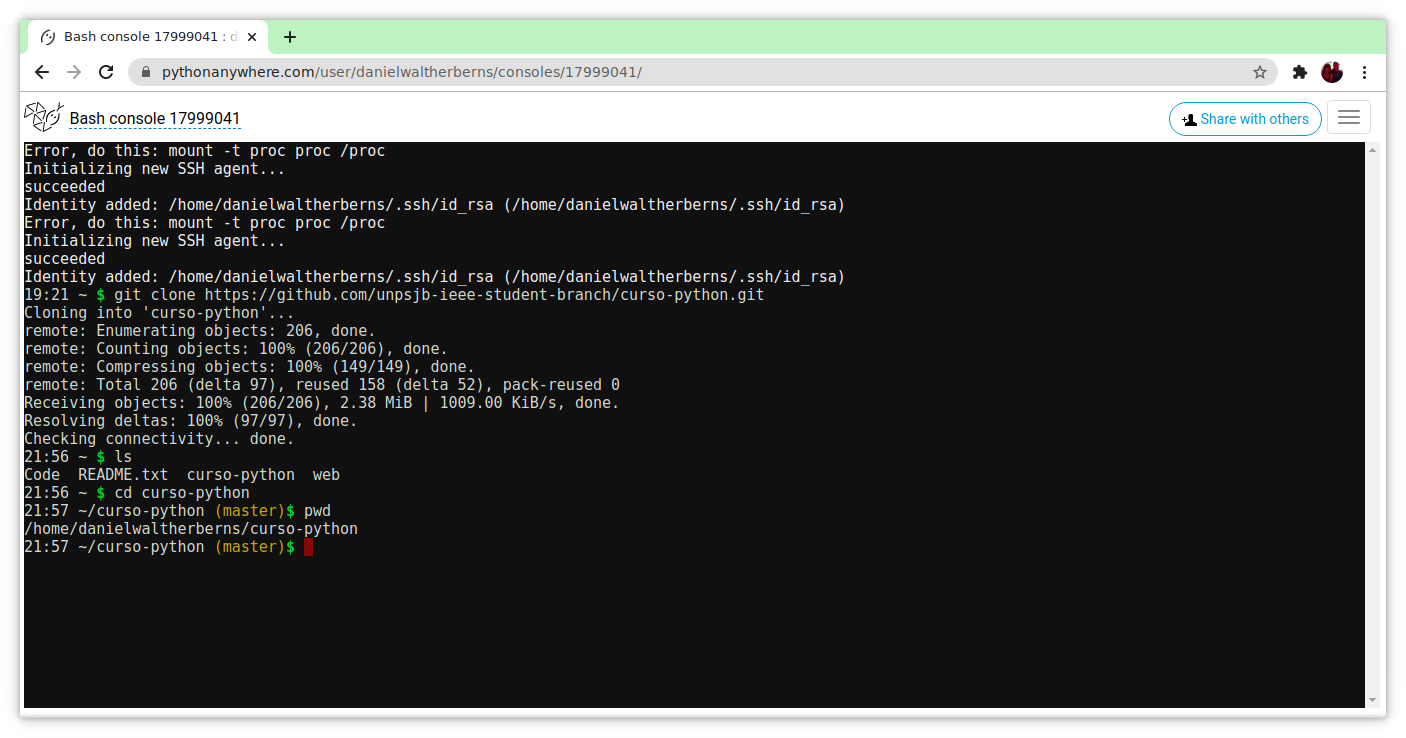 Bash console 17999041 : d
pythonanywhere.com/user/danielwaltherberns/consoles/17999041/
Bash console 17999041
Share with others
Error, do this: mount -t proc proc /proc
Initializing new SSH agent...
succeeded
Identity added: /home/danielwaltherberns/.ssh/id_rsa (/home/danielwaltherberns/.ssh/id_rsa)
Error, do this: mount -t proc proc /proc
Initializing new SSH agent...
succeeded
Identity added: /home/danielwaltherberns/.ssh/id_rsa (/home/danielwaltherberns/.ssh/id_rsa)
19:21 ~ $ git clone https://github.com/unpsjb-ieee-student-branch/curso-python.git
Cloning into 'curso-python'...
remote: Enumerating objects: 206, done.
remote: Counting objects: 100% (206/206), done.
remote: Compressing objects: 100% (149/149), done.
remote: Total 206 (delta 97), reused 158 (delta 52), pack-reused 0
Receiving objects: 100% (206/206), 2.38 MiB | 1009.00 KiB/s, done.
Resolving deltas: 100% (97/97), done.
Checking connectivity... done.
21:56 ~ $ ls
Code  README.txt  curso-python  web
21:56 ~ $ cd curso-python
21:57 ~/curso-python (master)$ pwd
/home/danielwaltherberns/curso-python
21:57 ~/curso-python (master)$